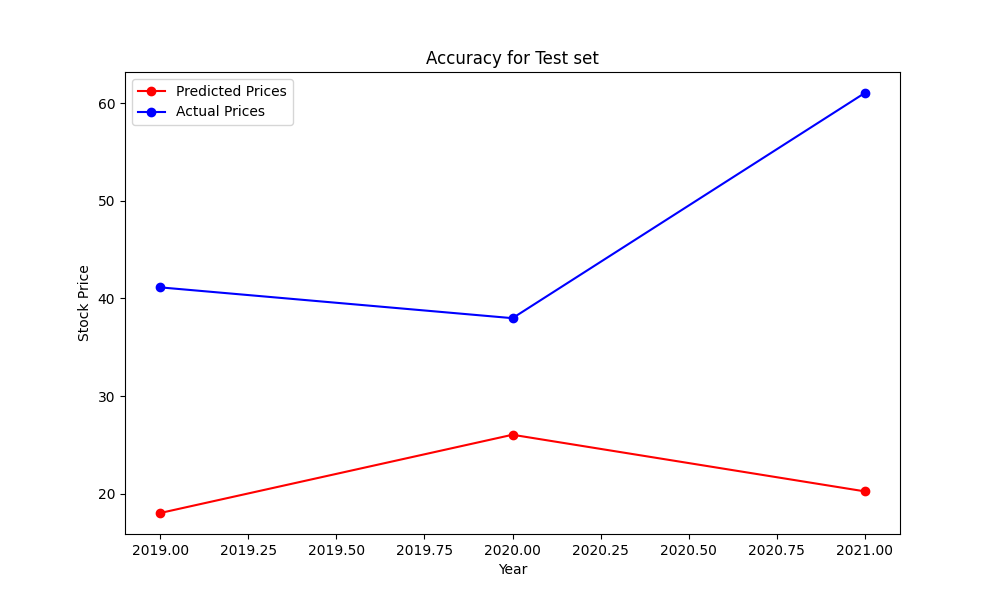 Accuracy for Test set
Predicted Prices
Actual Prices
60
50
40
30
20
Stock Price
2019.00 2019.25 2019.50 2019.75 2020.00 2020.25 2020.50 2020.75 2021.00
Year